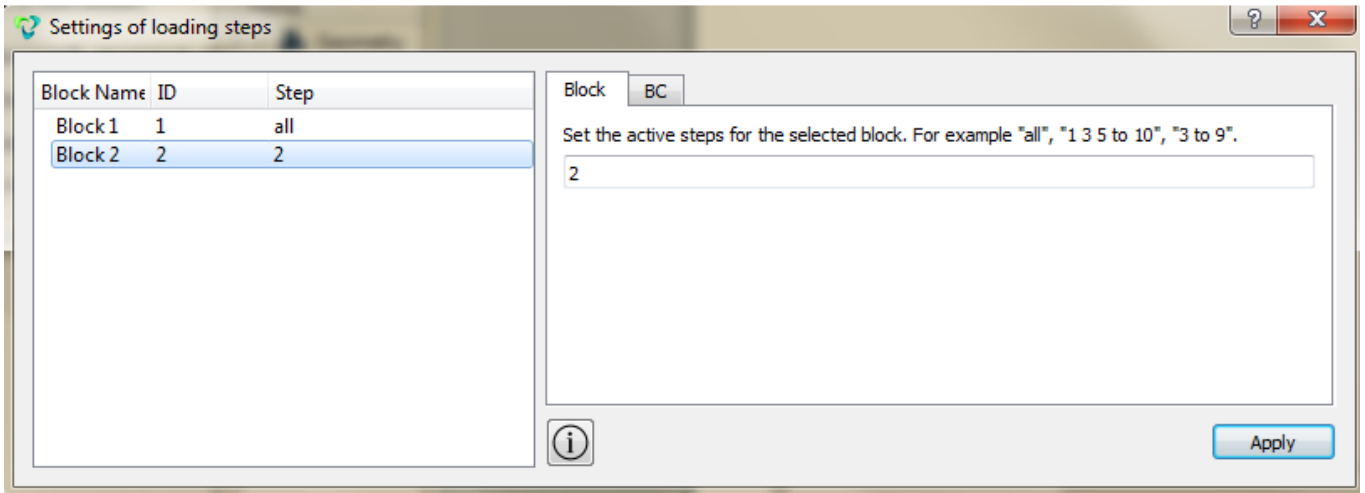 Settings of loading steps
Block Name ID Step
Block 1 1 all
Block 2 2 2
Block BC
Set the active steps for the selected block. For example "all", "1 3 5 to 10", "3 to 9".
2
Apply